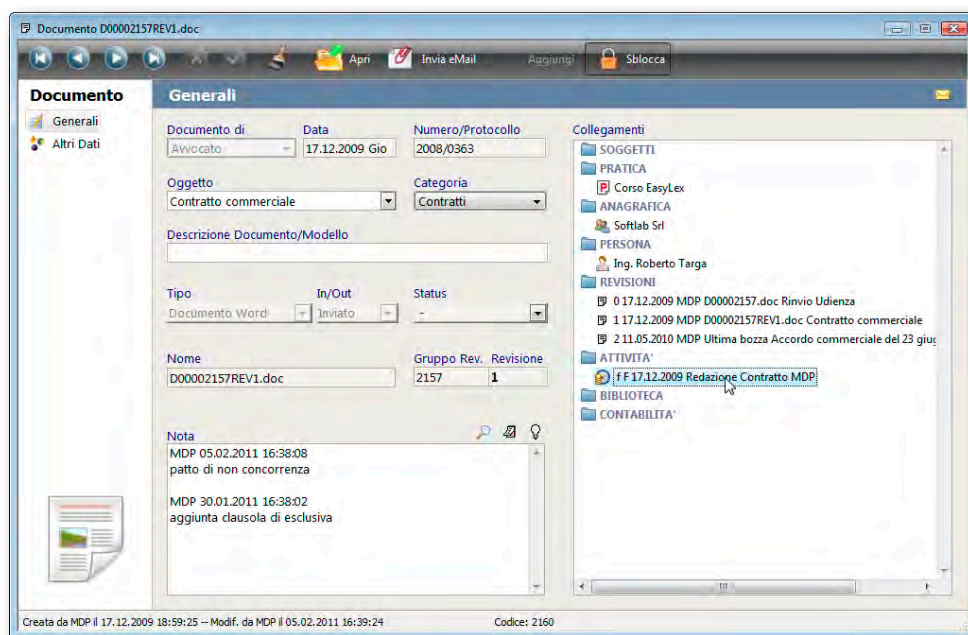 Documento D00002157REV1.doc
Apri
Invia eMail
Aggiungi
Sblocca
Documento
Generali
Altri Dati
Generali
Documento di
Data
Numero/Protocollo
Avvocato
17.12.2009 Gio
2008/0363
Oggetto
Categoria
Contratto commerciale
Contratti
Descrizione Documento/Modello
Tipo
In/Out
Status
Documento Word
Inviato
-
Nome
Gruppo Rev.
Revisione
D00002157REV1.doc
2157
1
Nota
MDP 05.02.2011 16:38:08
patto di non concorrenza
MDP 30.01.2011 16:38:02
aggiunta clausola di esclusiva
Collegamenti
SOGGETTI
PRATICA
Corso EasyLex
ANAGRAFICA
Softlab Srl
PERSONA
Ing. Roberto Targa
REVISIONI
0 17.12.2009 MDP D00002157.doc Rinvio Udienza
1 17.12.2009 MDP D00002157REV1.doc Contratto commerciale
2 11.05.2010 MDP Ultima bozza Accordo commerciale del 23 giug
ATTIVITA'
f F 17.12.2009 Redazione Contratto MDP
BIBLIOTECA
CONTABILITA'
Creata da MDP il 17.12.2009 18:59:25 -- Modif. da MDP il 05.02.2011 16:39:24
Codice: 2160